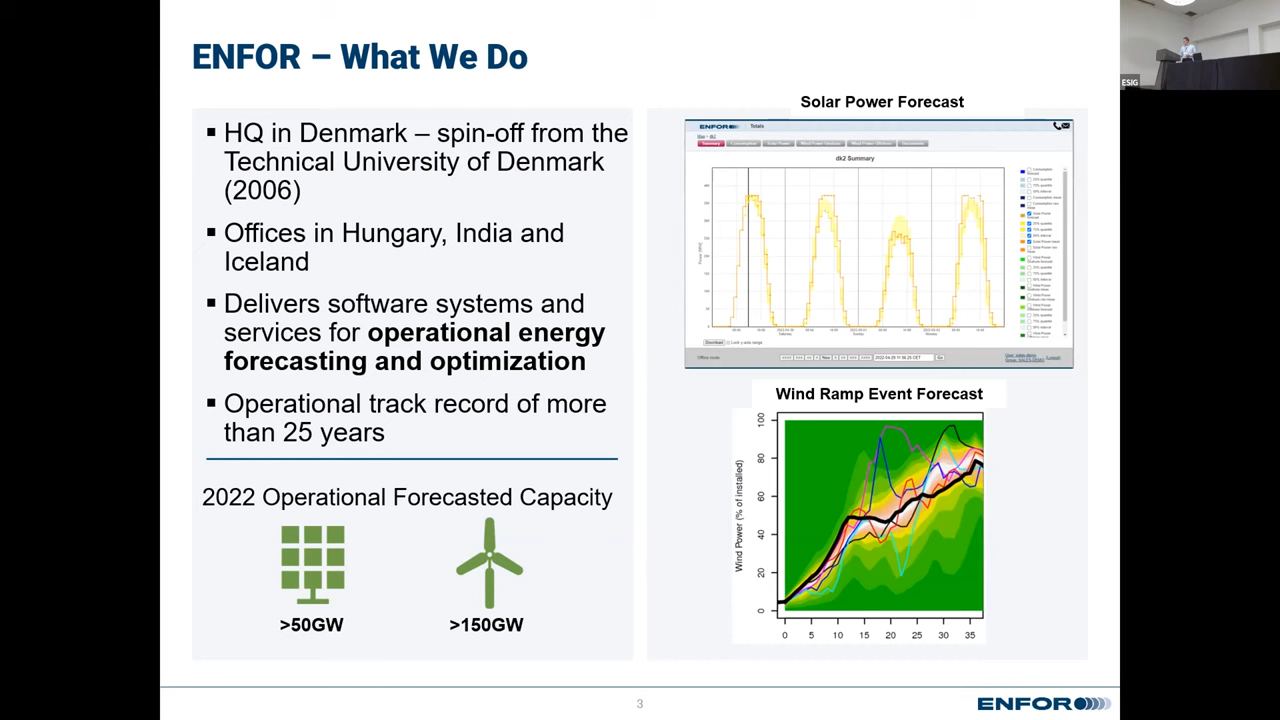 ENFOR – What We Do
ESIG
HQ in Denmark – spin-off from the
Technical University of Denmark
(2006)
Offices in Hungary, India and
Iceland
Delivers software systems and
services for operational energy
forecasting and optimization
Operational track record of more
than 25 years
2022 Operational Forecasted Capacity
>50GW
>150GW
Solar Power Forecast
ENFOR
Totals
Summary
dk2 Summary
Download
Wind Ramp Event Forecast
Wind Power (% of installed)
100
80
60
40
20
0
0 5 10 15 20 25 30 35
3
ENFOR